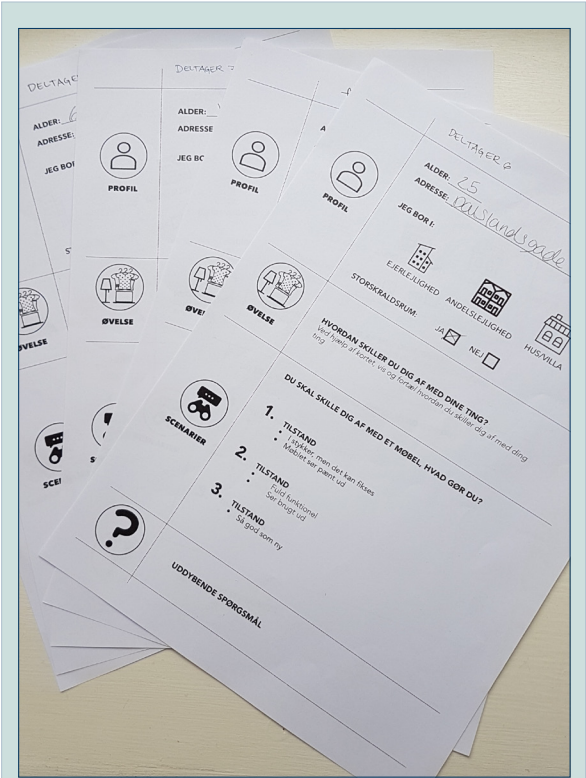 DELTAGER
ALDER:
ADRESSE:
JEG BOR
ØVELSE
DELTAGER
ALDER:
ADRESSE
JEG BO
PROFIL
ØVELSE
PROFIL
DELTAGER 6
ALDER: 25
ADRESSE:
JEG BOR I:
PROFIL
EJERLEJLIGHED
ANDELSLEJLIGHED
HUS/VILLA
STORSKRALDSRUM:
JA
NEJ
HVORDAN SKILLER DU DIG AF MED DINE TING?
Ved hjælp af kortet, vis og fortæl hvordan du skiller dig af med ding
ting
ØVELSE
DU SKAL SKILLE DIG AF MED ET MØBEL, HVAD GØR DU?
1. TILSTAND
• I stykker, men det kan fikses
• Møblet ser pænt ud
2. TILSTAND
• Fuld funktionel
• Ser brugt ud
3. TILSTAND
• Så god som ny
SCENARIER
UDDYBENDE SPØRGSMÅL
?